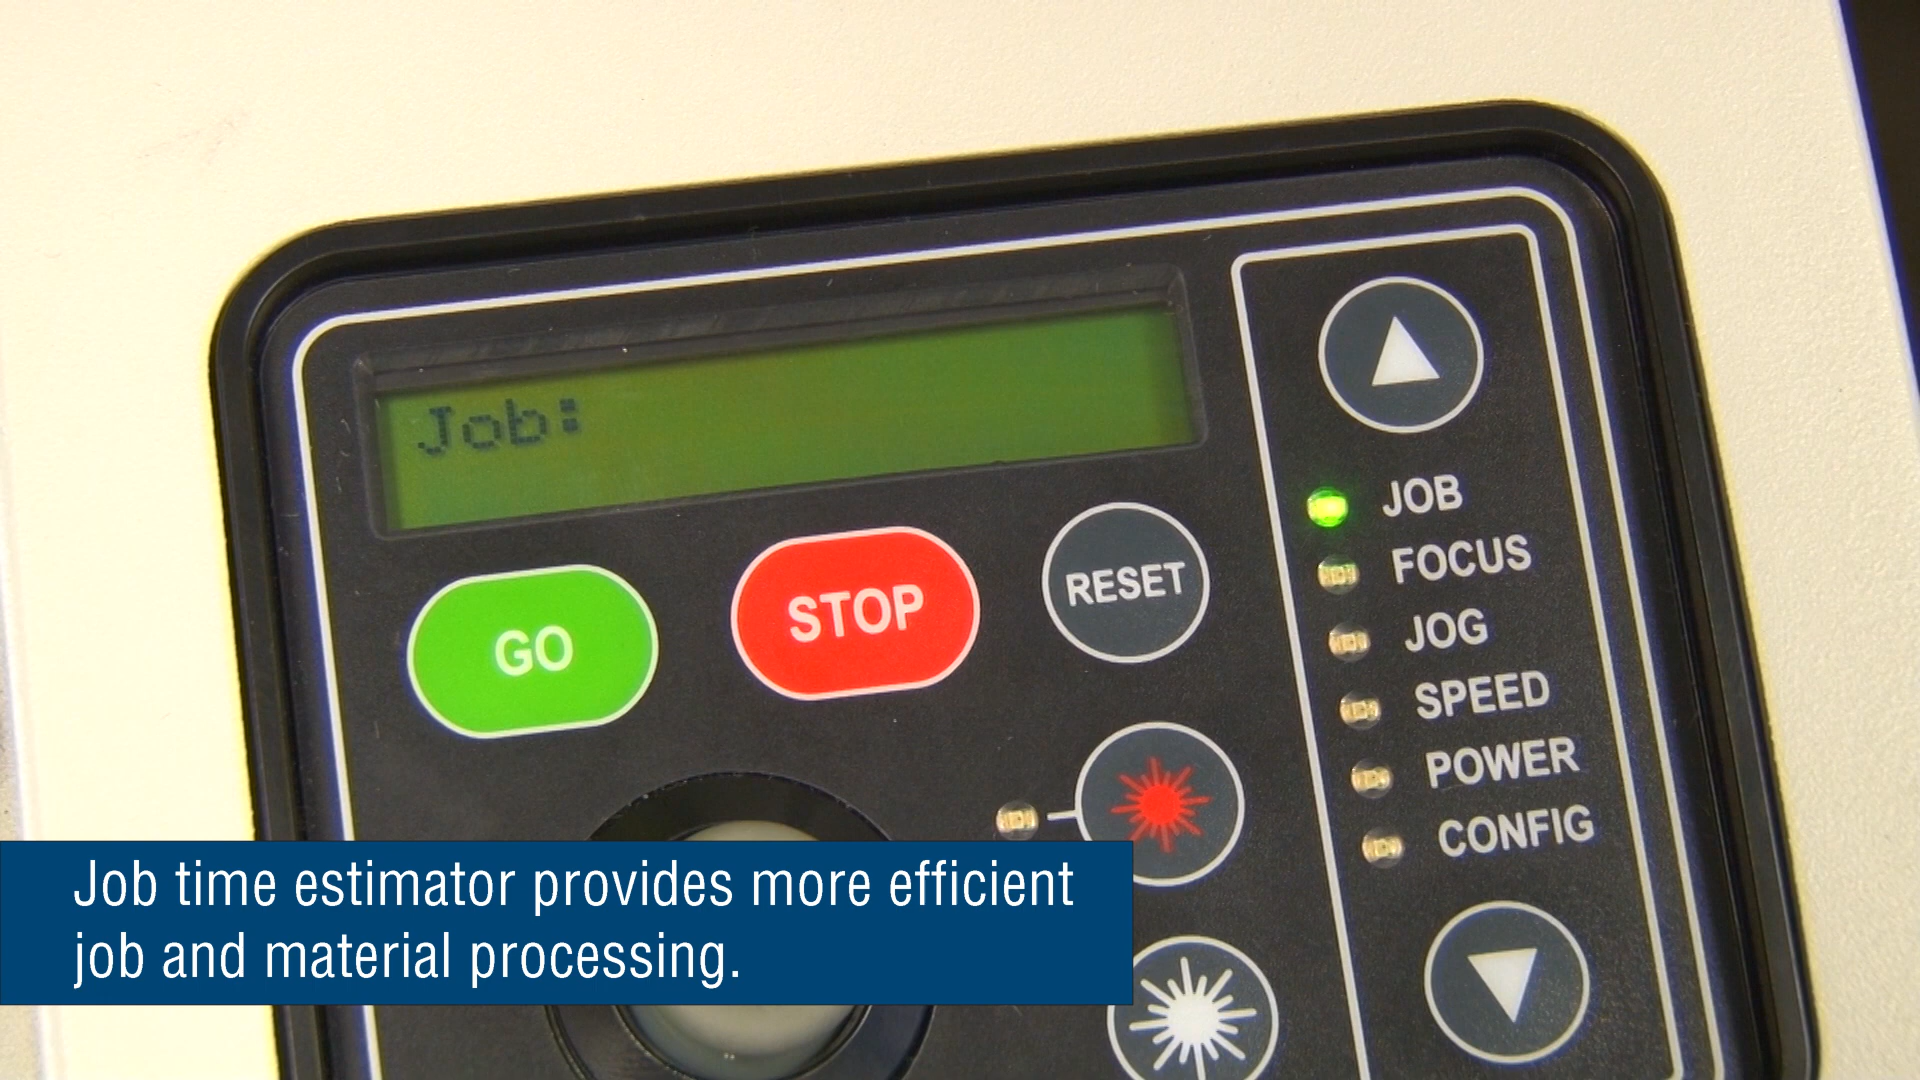 Job:
GO
STOP
RESET
JOB
FOCUS
JOG
SPEED
POWER
CONFIG
Job time estimator provides more efficient
job and material processing.